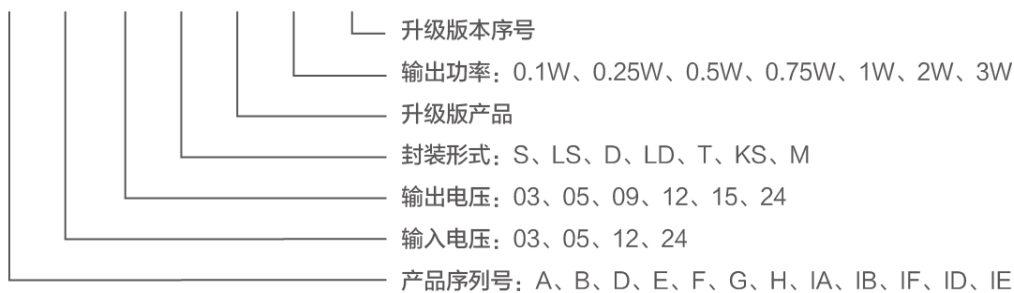 升级版本序号
输出功率：0.1W、0.25W、0.5W、0.75W、1W、2W、3W
升级版产品
封装形式：S、LS、D、LD、T、KS、M
输出电压：03、05、09、12、15、24
输入电压：03、05、12、24
产品序列号：A、B、D、E、F、G、H、IA、IB、IF、ID、IE